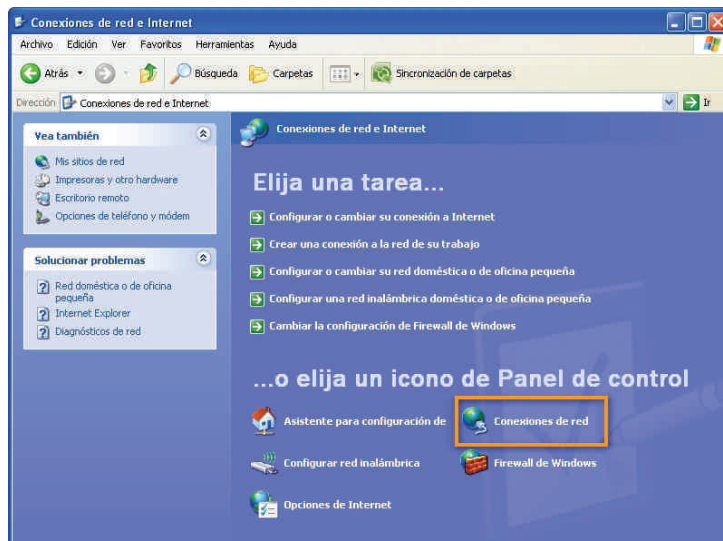 Conexiones de red e Internet
Archivo Edición Ver Favoritos Herramientas Ayuda
Atrás Búsqueda Carpetas Sincronización de carpetas
Dirección Conexiones de red e Internet Ir
Vea también
Mis sitios de red
Impresoras y otro hardware
Escritorio remoto
Opciones de teléfono y módem
Solucionar problemas
Red doméstica o de oficina
pequeña
Internet Explorer
Diagnósticos de red
Conexiones de red e Internet
Elija una tarea...
Configurar o cambiar su conexión a Internet
Crear una conexión a la red de su trabajo
Configurar o cambiar su red doméstica o de oficina pequeña
Configurar una red inalámbrica doméstica o de oficina pequeña
Cambiar la configuración de Firewall de Windows
...o elija un icono de Panel de control
Asistente para configuración de Conexiones de red
Configurar red inalámbrica Firewall de Windows
Opciones de Internet